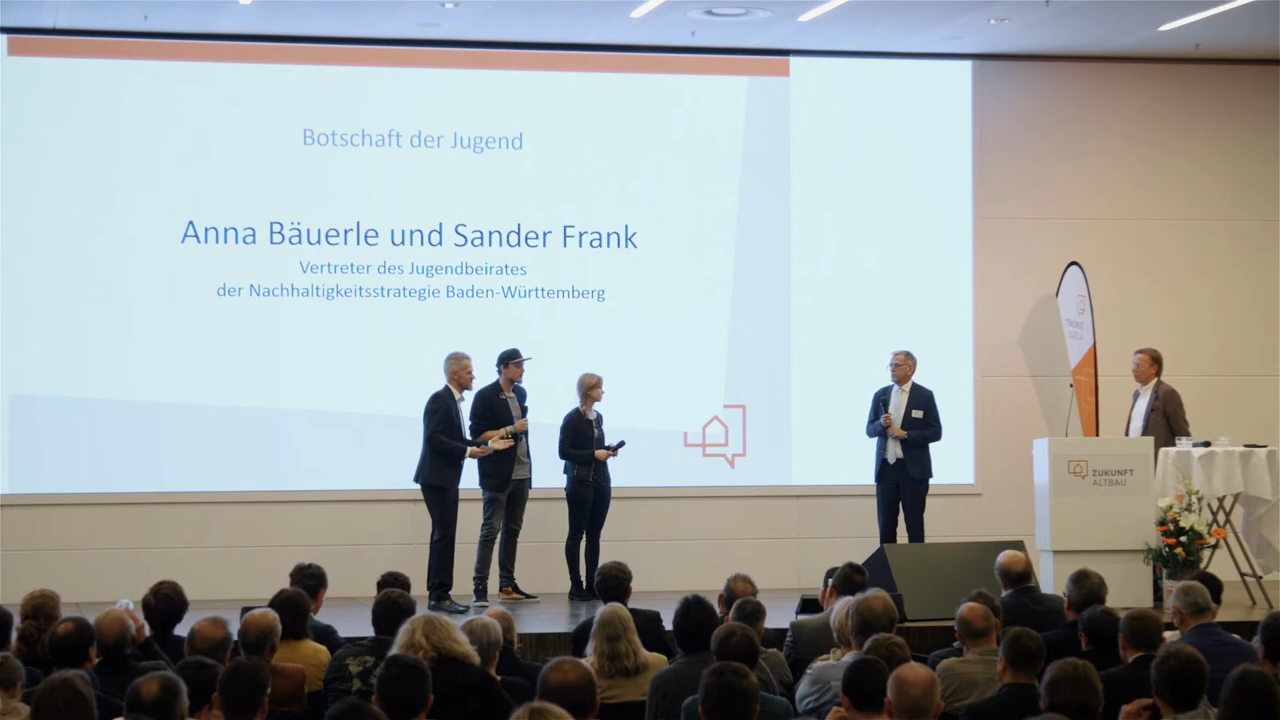 Botschaft der Jugend
Anna Bäuerle und Sander Frank
Vertreter des Jugendbeirates
der Nachhaltigkeitsstrategie Baden-Württemberg
ZUKUNFT
ALTBAU